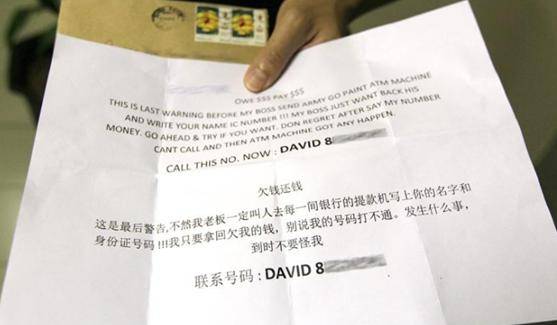 OWE $$$ PAY $$$
THIS IS LAST WARNING BEFORE MY BOSS SEND ARMY GO PAINT ATM MACHINE
AND WRITE YOUR NAME IC NUMBER !!! MY BOSS JUST WANT BACK HIS
MONEY. GO AHEAD & TRY IF YOU WANT. DON REGRET AFTER SAY MY NUMBER
CANT CALL AND THEN ATM MACHINE GOT ANY HAPPEN.
CALL THIS NO. NOW : DAVID 8
欠钱还钱
这是最后警告,不然我老板一定叫人去每一间银行的提款机写上你的名字和
身份证号码 !!!我只要拿回欠我的钱，别说我的号码打不通。发生什么事，
到时不要怪我
联系号码 : DAVID 8